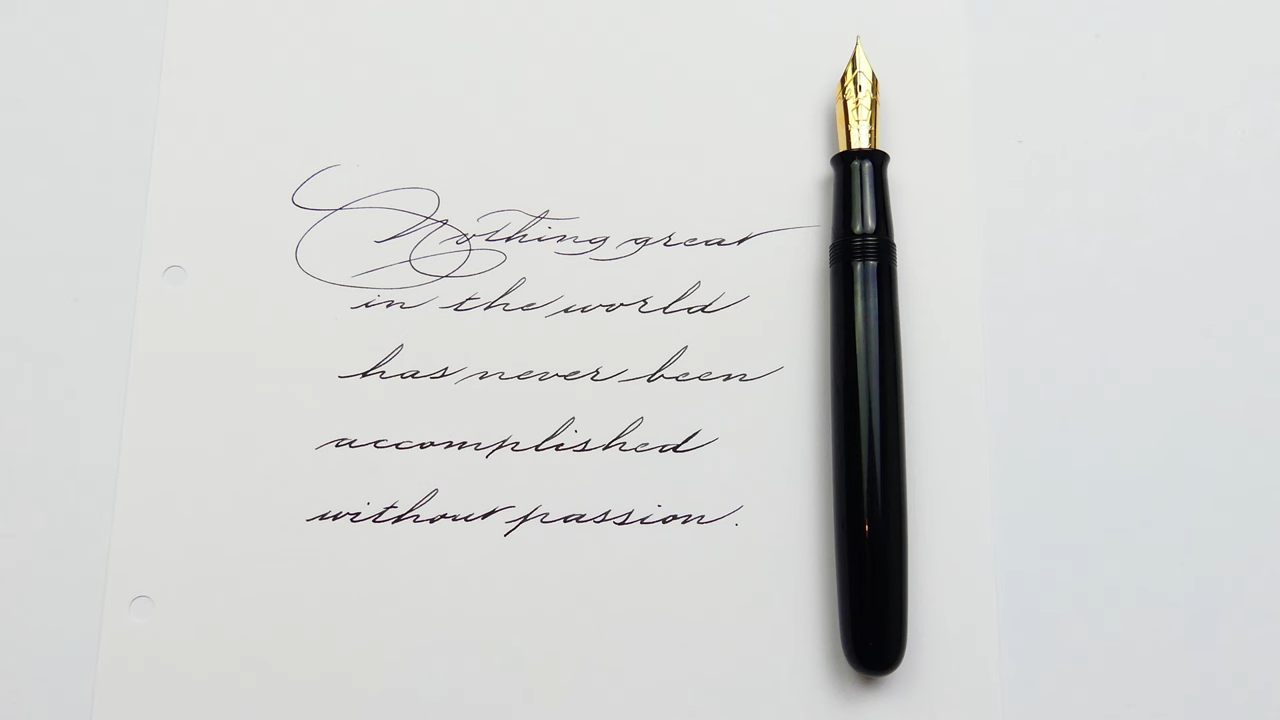 Nothing great
in the world
has never been
accomplished
without passion.